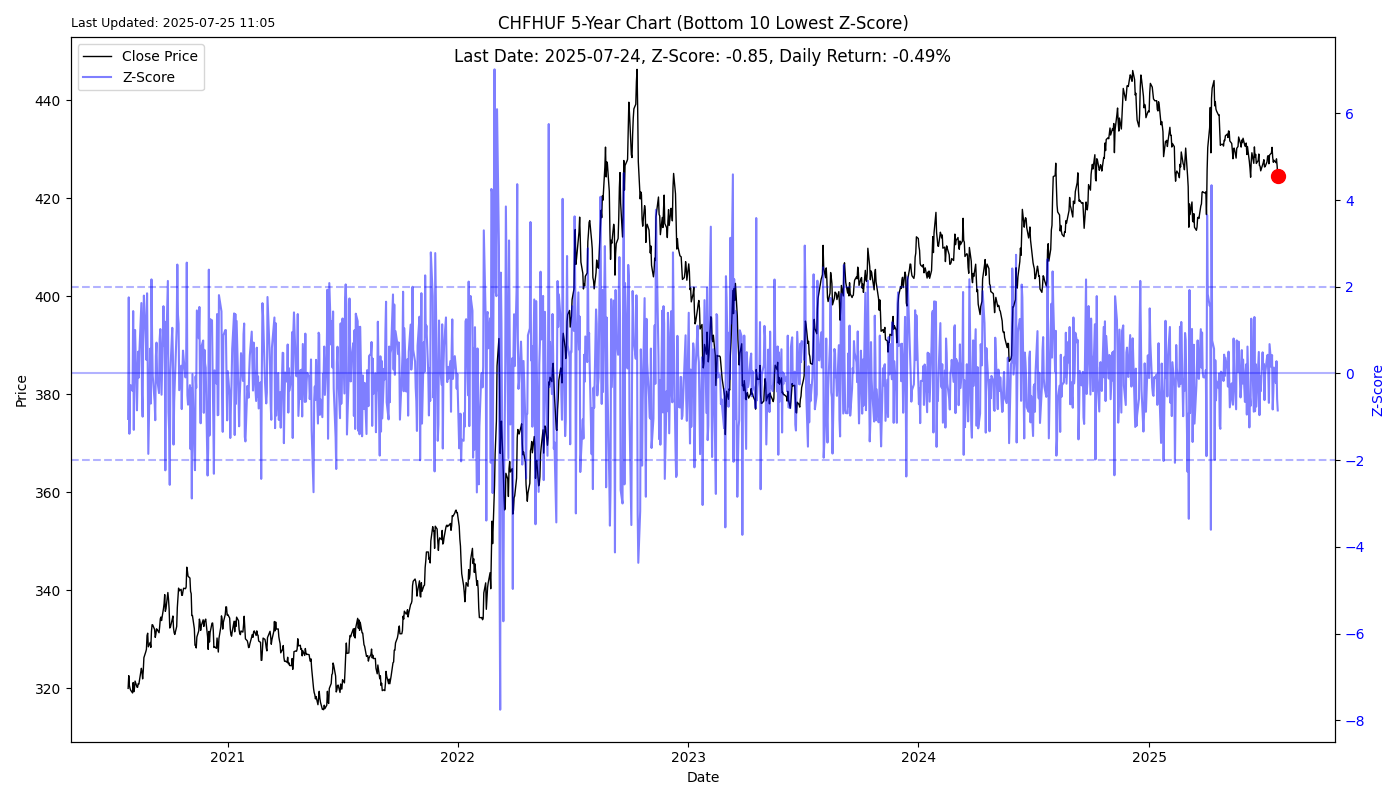 Last Updated: 2025-07-25 11:05
CHFHUF 5-Year Chart (Bottom 10 Lowest Z-Score)
Last Date: 2025-07-24, Z-Score: -0.85, Daily Return: -0.49%
Close Price
Z-Score
440
420
400
380
360
340
320
Price
6
4
2
0
−2
−4
−6
−8
Z-Score
2021
2022
2023
2024
2025
Date